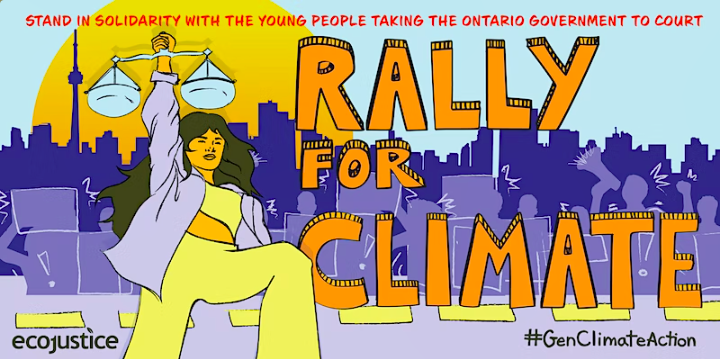 STAND IN SOLIDARITY WITH THE YOUNG PEOPLE TAKING THE ONTARIO GOVERNMENT TO COURT
RALLY
FOR
CLIMATE
ecojustice
#GenClimateAction